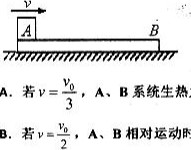 v
A B
A. 若 v = v₀/3，A、B 系统生热
B. 若 v = v₀/2，A、B 相对运动时